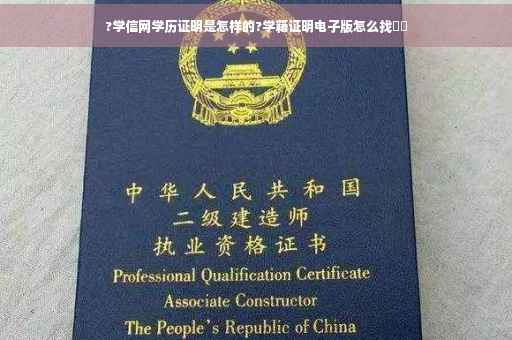 ?学信网学历证明是怎样的?学籍证明电子版怎么找▯▯
中华人民共和国
二级建造师
执业资格证书
Professional Qualification Certificate
Associate Constructor
The People's Republic of China